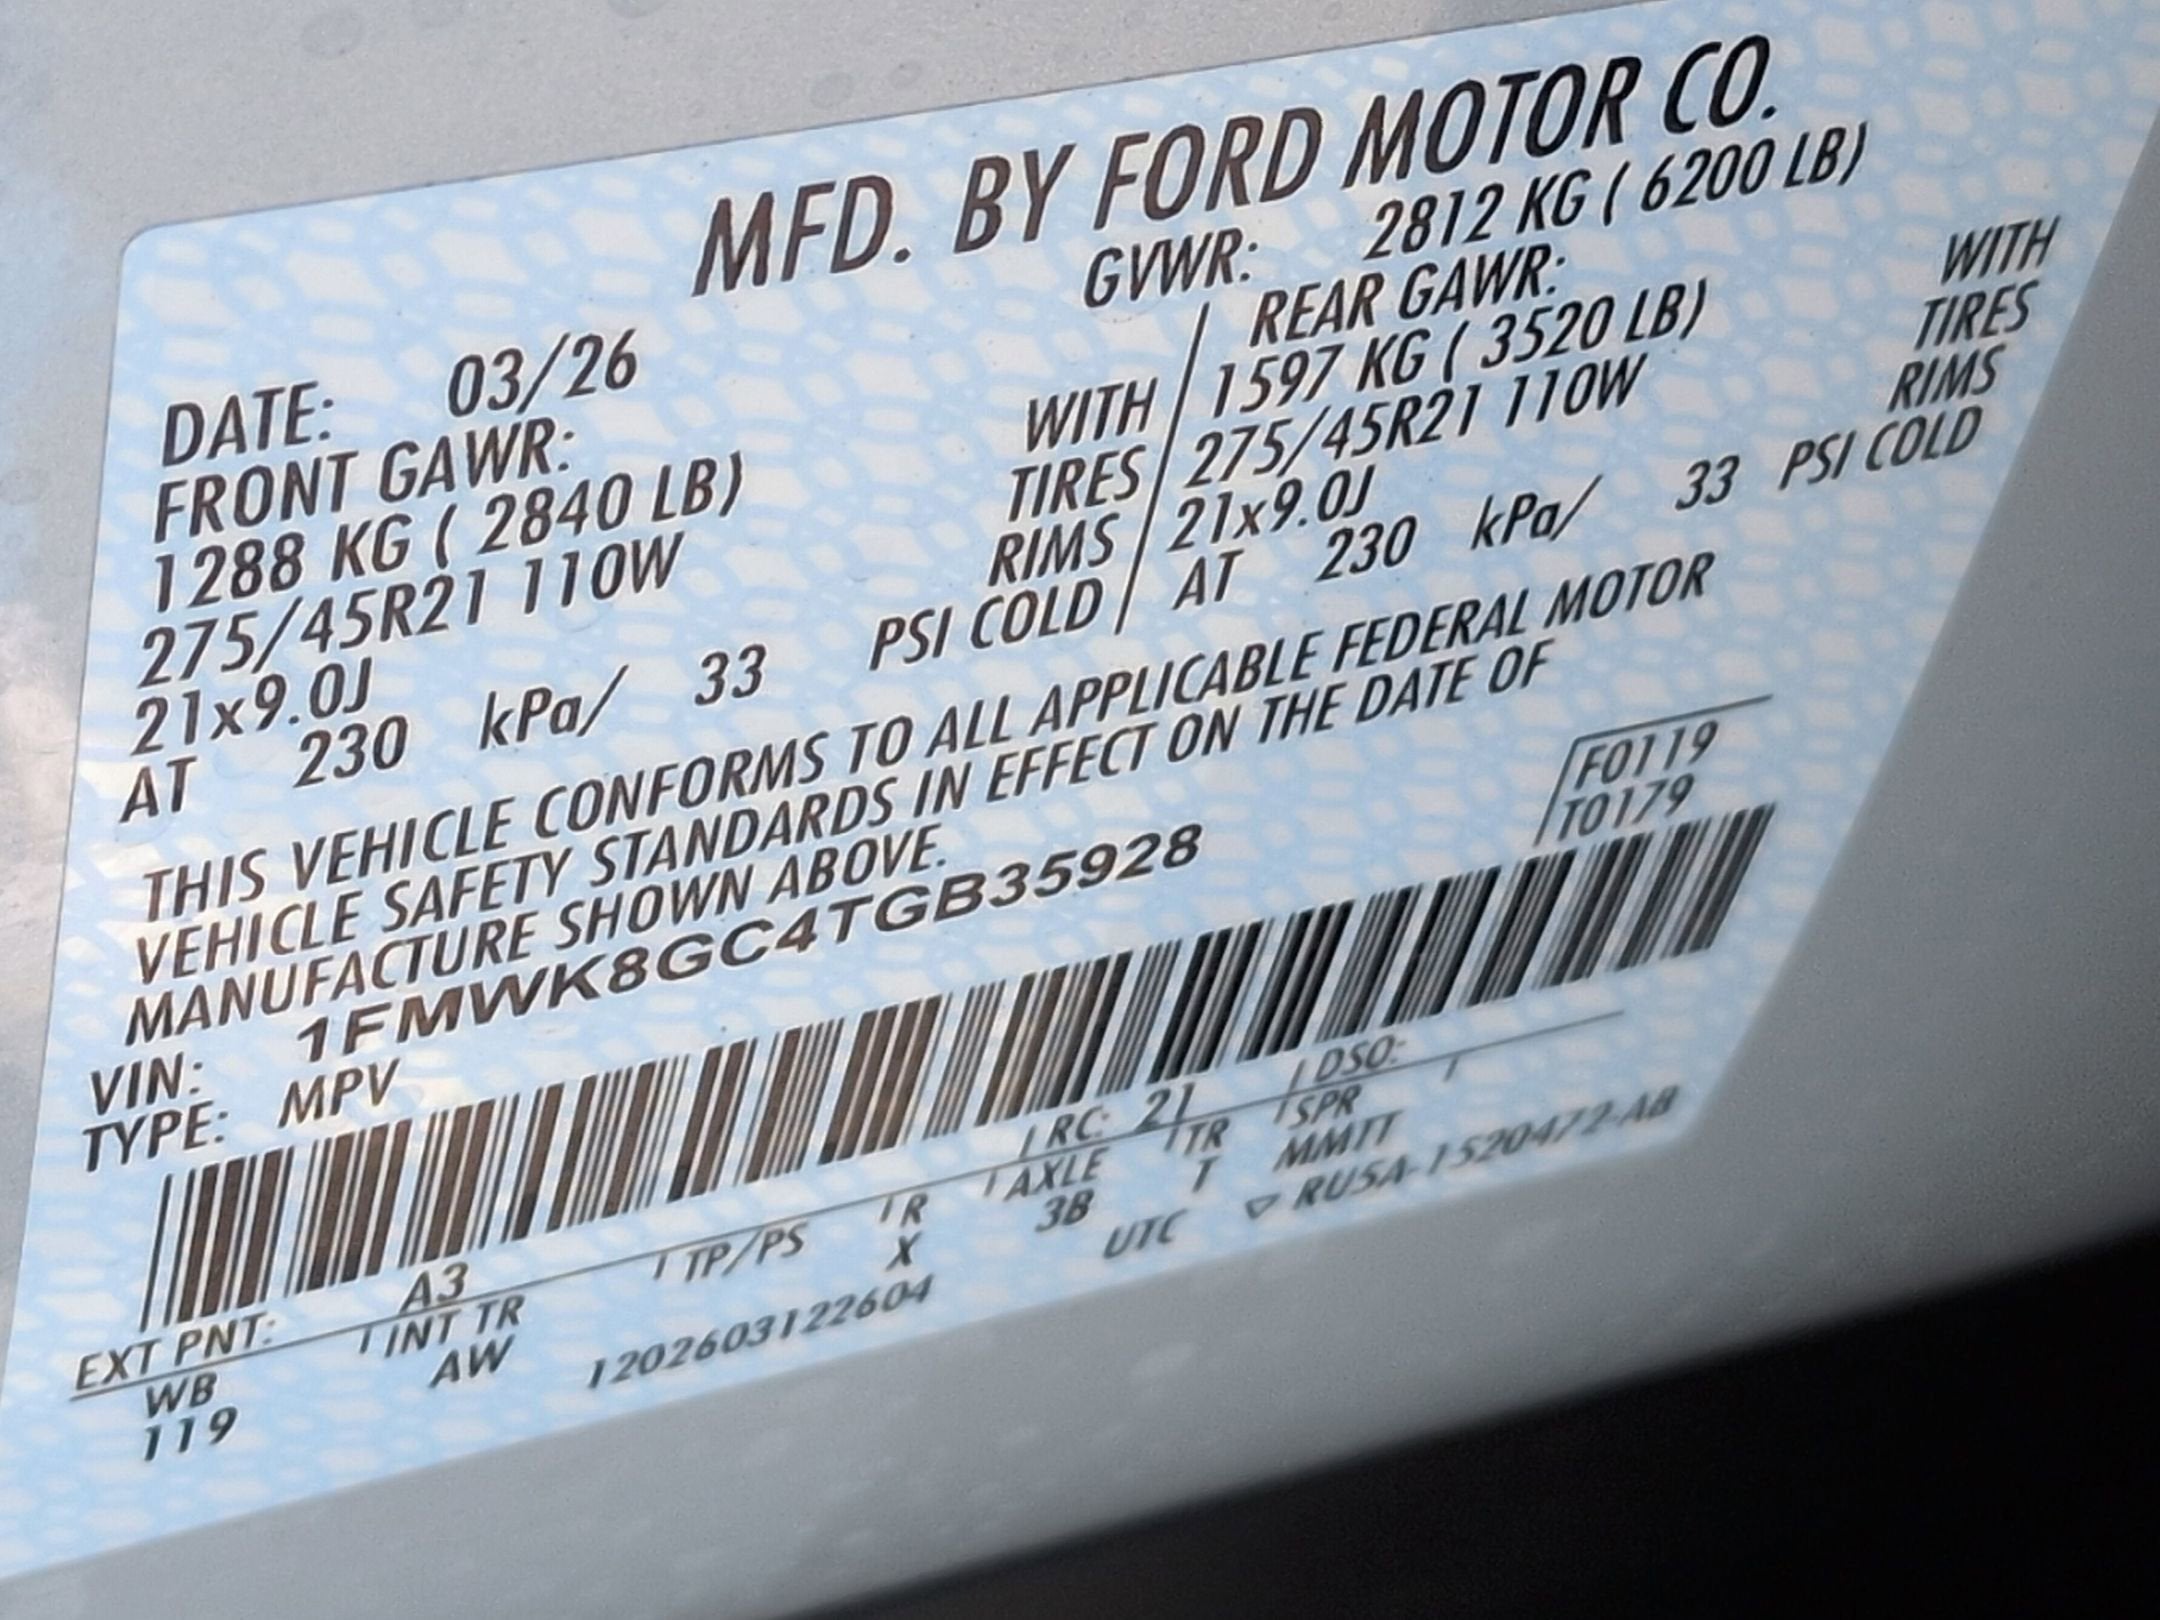 MFD. BY FORD MOTOR CO.
DATE: 03/26 GVWR: 2812 KG ( 6200 LB)
FRONT GAWR: REAR GAWR:
1288 KG ( 2840 LB) WITH 1597 KG ( 3520 LB) WITH
275/45R21 110W TIRES 275/45R21 110W TIRES
21x9.0J RIMS 21x9.0J RIMS
AT 230 kPa/ 33 PSI COLD AT 230 kPa/ 33 PSI COLD
THIS VEHICLE CONFORMS TO ALL APPLICABLE FEDERAL MOTOR
VEHICLE SAFETY STANDARDS IN EFFECT ON THE DATE OF
MANUFACTURE SHOWN ABOVE.
F0119
T0179
VIN: 1FMWK8GC4TGB35928
TYPE: MPV
EXT PNT: A3 RC: 21 DSO:
WB INT TR TP/PS R AXLE TR SPR
119 AW X 3B T MMTT
1202603122604 UTC ▽ RUSA-1520472-AB